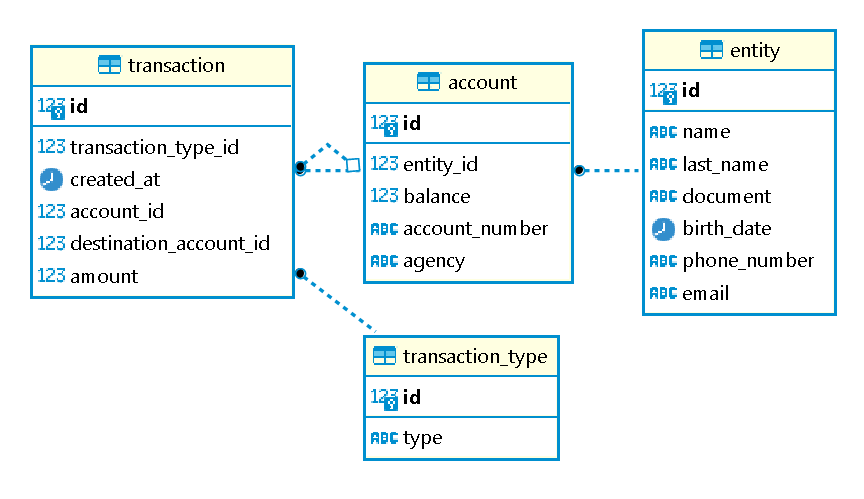 transaction
123 id
123 transaction_type_id
created_at
123 account_id
123 destination_account_id
123 amount
account
123 id
123 entity_id
123 balance
ABC account_number
ABC agency
entity
123 id
ABC name
ABC last_name
ABC document
birth_date
ABC phone_number
ABC email
transaction_type
123 id
ABC type